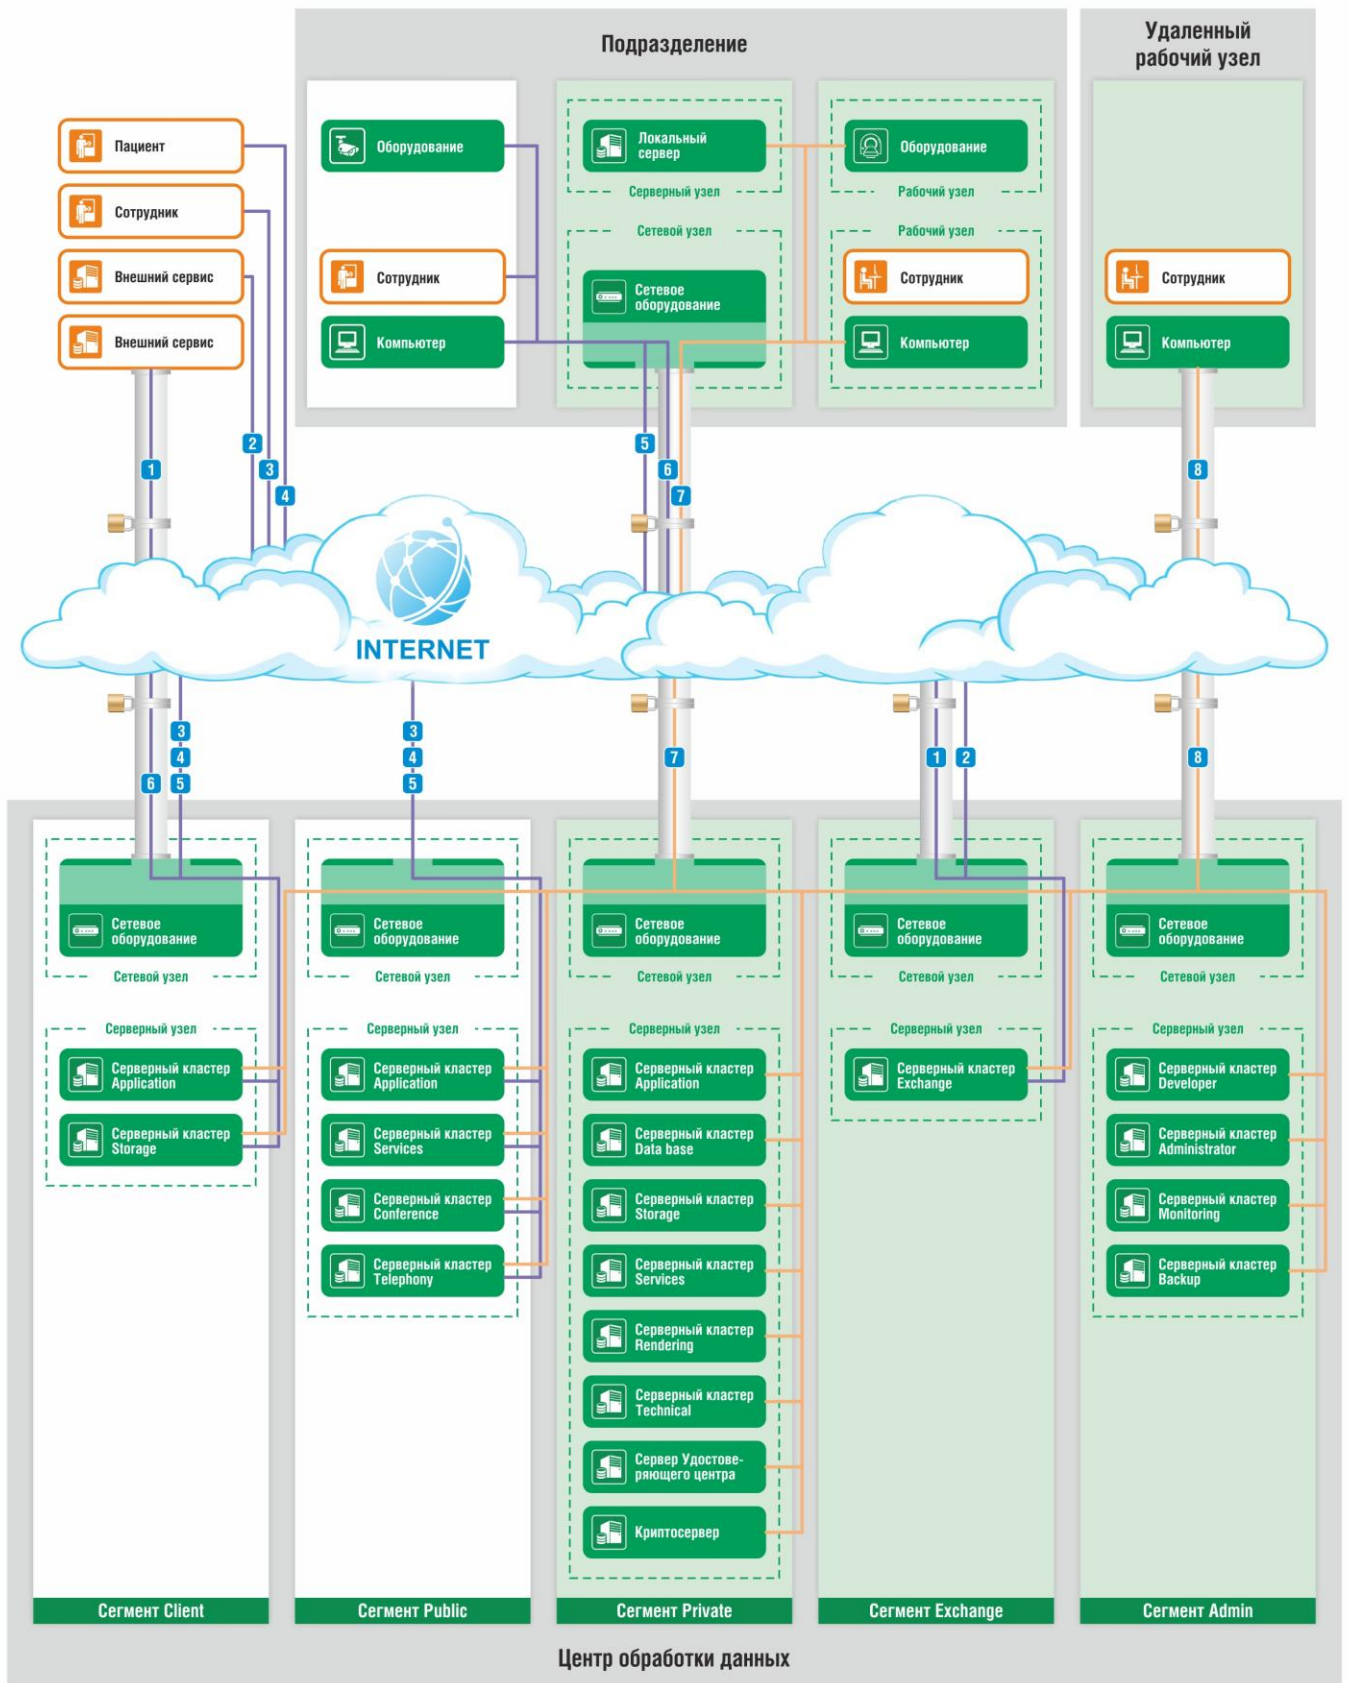 Подразделение
Удаленный
рабочий узел
Пациент
Сотрудник
Внешний сервис
Внешний сервис
Оборудование
Сотрудник
Компьютер
Локальный
сервер
Серверный узел
Сетевой узел
Сетевое
оборудование
Оборудование
Рабочий узел
Рабочий узел
Сотрудник
Компьютер
Сотрудник
Компьютер
1
2
3
4
5
6
7
8
INTERNET
6
3
4
5
3
4
5
7
1
2
8
Сетевое
оборудование
Сетевой узел
Серверный узел
Серверный кластер
Application
Серверный кластер
Storage
Сегмент Client
Сетевое
оборудование
Сетевой узел
Серверный узел
Серверный кластер
Application
Серверный кластер
Services
Серверный кластер
Conference
Серверный кластер
Telephony
Сегмент Public
Сетевое
оборудование
Сетевой узел
Серверный узел
Серверный кластер
Application
Серверный кластер
Data base
Серверный кластер
Storage
Серверный кластер
Services
Серверный кластер
Rendering
Серверный кластер
Technical
Сервер Удостове-
ряющего центра
Криптосервер
Сегмент Private
Сетевое
оборудование
Сетевой узел
Серверный узел
Серверный кластер
Exchange
Сегмент Exchange
Сетевое
оборудование
Сетевой узел
Серверный узел
Серверный кластер
Developer
Серверный кластер
Administrator
Серверный кластер
Monitoring
Серверный кластер
Backup
Сегмент Admin
Центр обработки данных